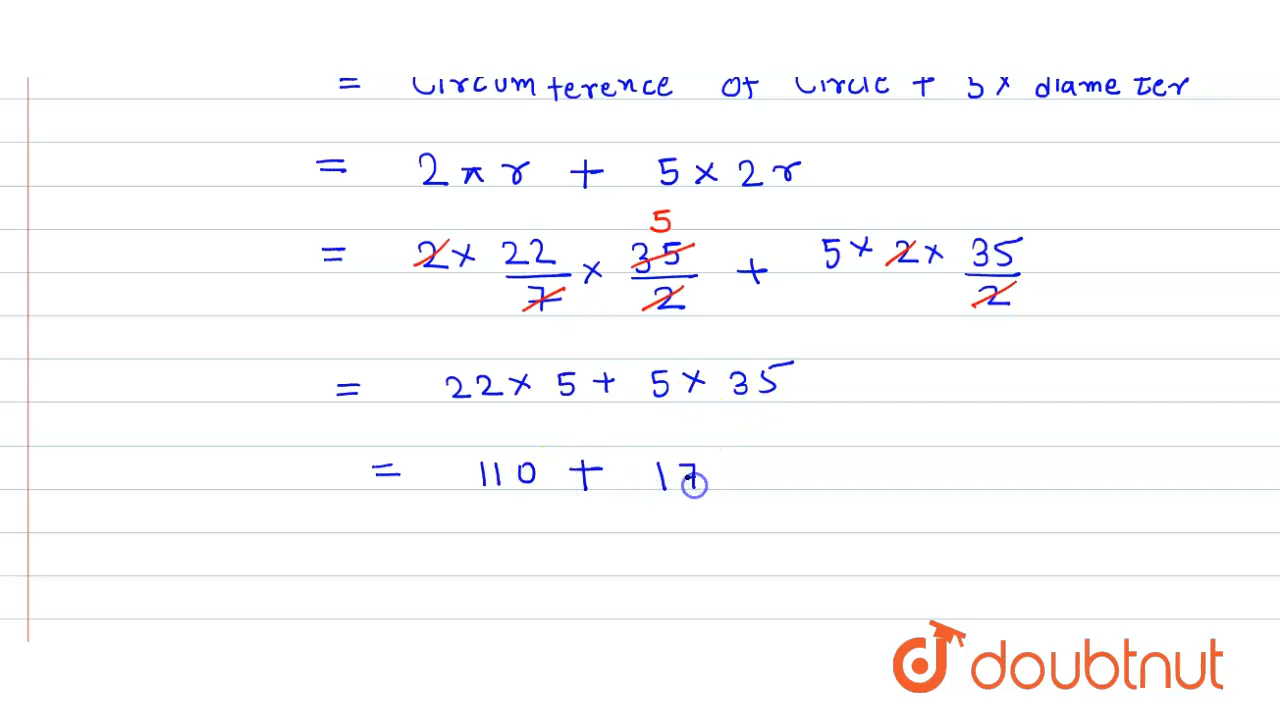 = Circumference of Circle + 5 × diameter
= 2πr + 5 × 2r
5
= 2 × 22/7 × 35/2 + 5 × 2 × 35/2
= 22 × 5 + 5 × 35
= 110 + 17
doubtnut